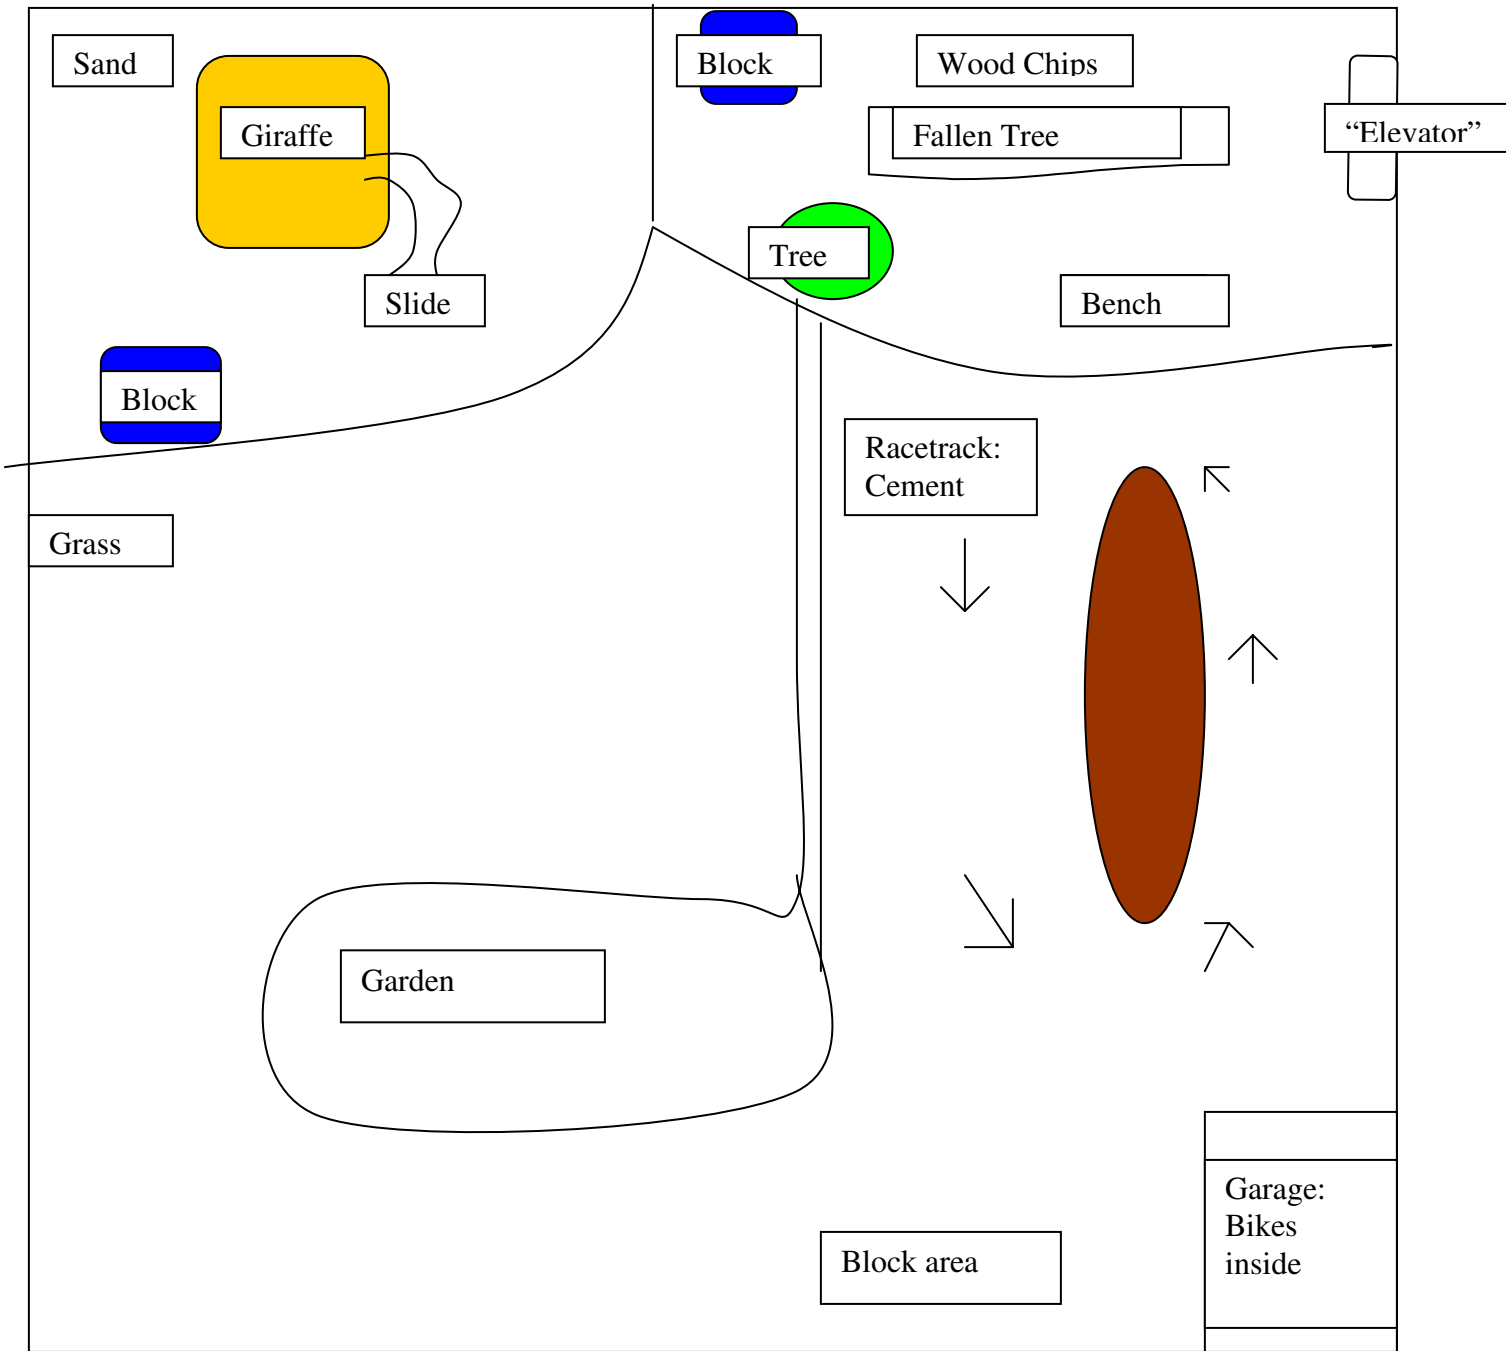 Sand
Block
Wood Chips
Giraffe
Fallen Tree
“Elevator”
Tree
Slide
Bench
Block
Racetrack:
Cement
Grass
Garden
Garage:
Bikes
inside
Block area